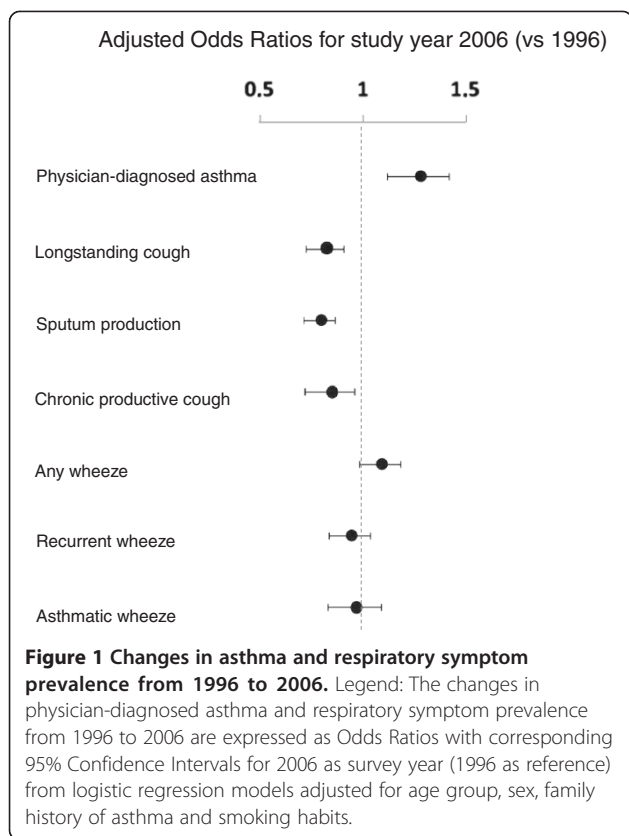 Adjusted Odds Ratios for study year 2006 (vs 1996)
0.5 1 1.5
Physician-diagnosed asthma
Longstanding cough
Sputum production
Chronic productive cough
Any wheeze
Recurrent wheeze
Asthmatic wheeze
Figure 1 Changes in asthma and respiratory symptom
prevalence from 1996 to 2006. Legend: The changes in
physician-diagnosed asthma and respiratory symptom prevalence
from 1996 to 2006 are expressed as Odds Ratios with corresponding
95% Confidence Intervals for 2006 as survey year (1996 as reference)
from logistic regression models adjusted for age group, sex, family
history of asthma and smoking habits.